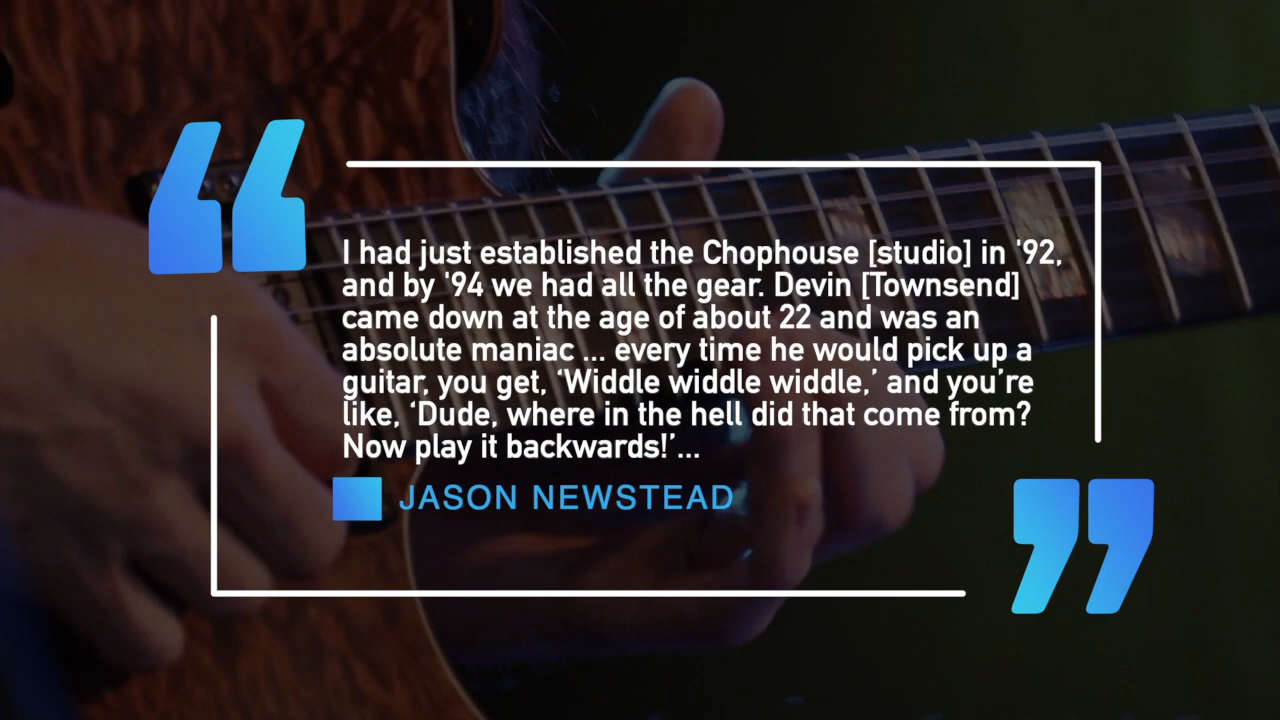 I had just established the Chophouse [studio] in '92,
and by '94 we had all the gear. Devin [Townsend]
came down at the age of about 22 and was an
absolute maniac ... every time he would pick up a
guitar, you get, ‘Widdle widdle widdle,’ and you’re
like, ‘Dude, where in the hell did that come from?
Now play it backwards!’...
JASON NEWSTEAD